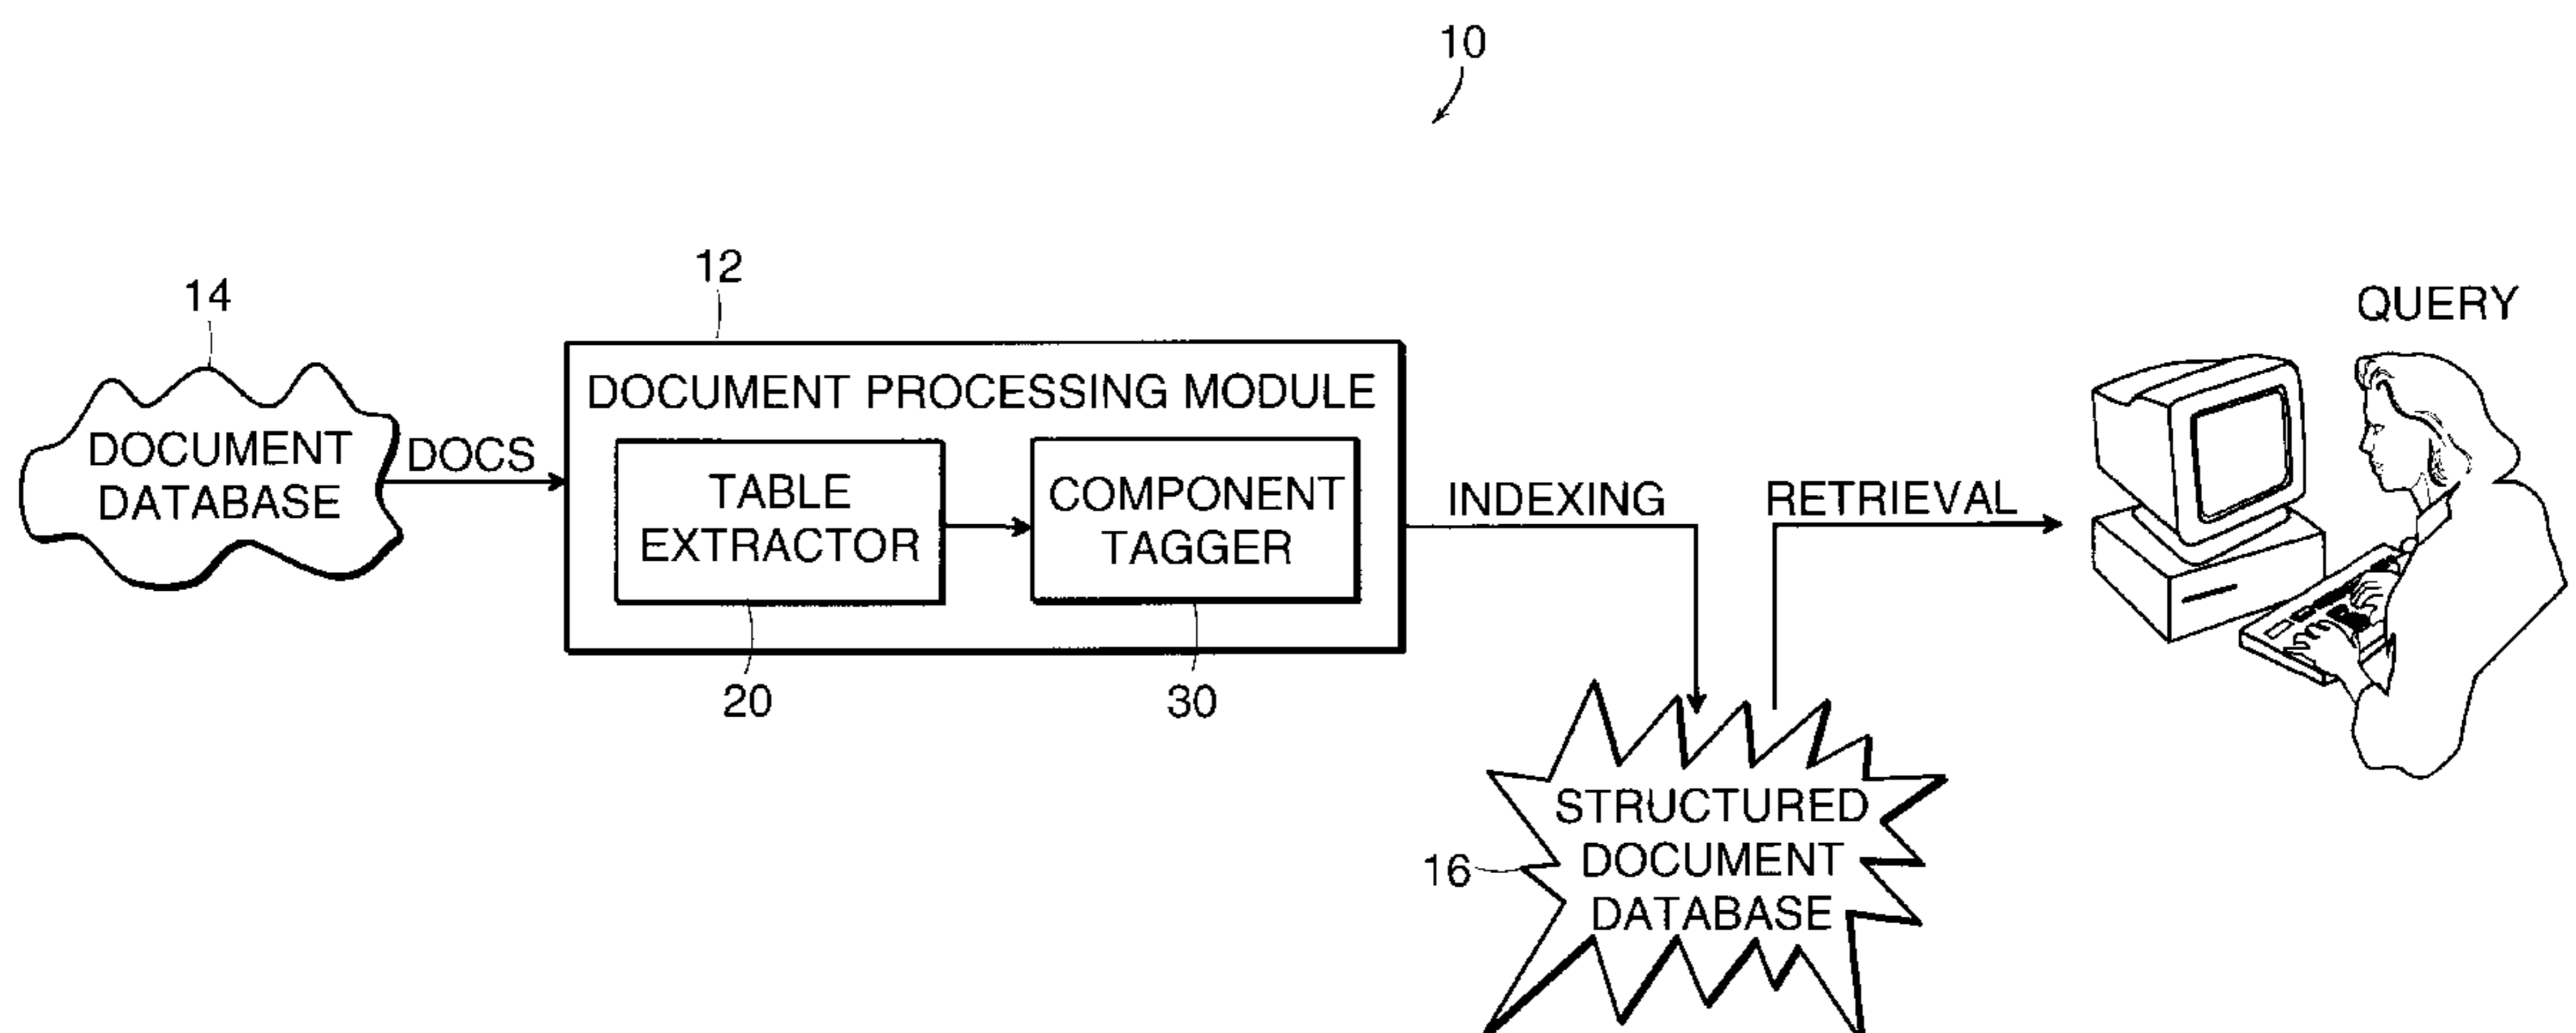 10
12
14
QUERY
DOCUMENT PROCESSING MODULE
DOCUMENT
DATABASE
DOCS
TABLE
EXTRACTOR
COMPONENT
TAGGER
INDEXING
RETRIEVAL
20
30
STRUCTURED
DOCUMENT
DATABASE
16